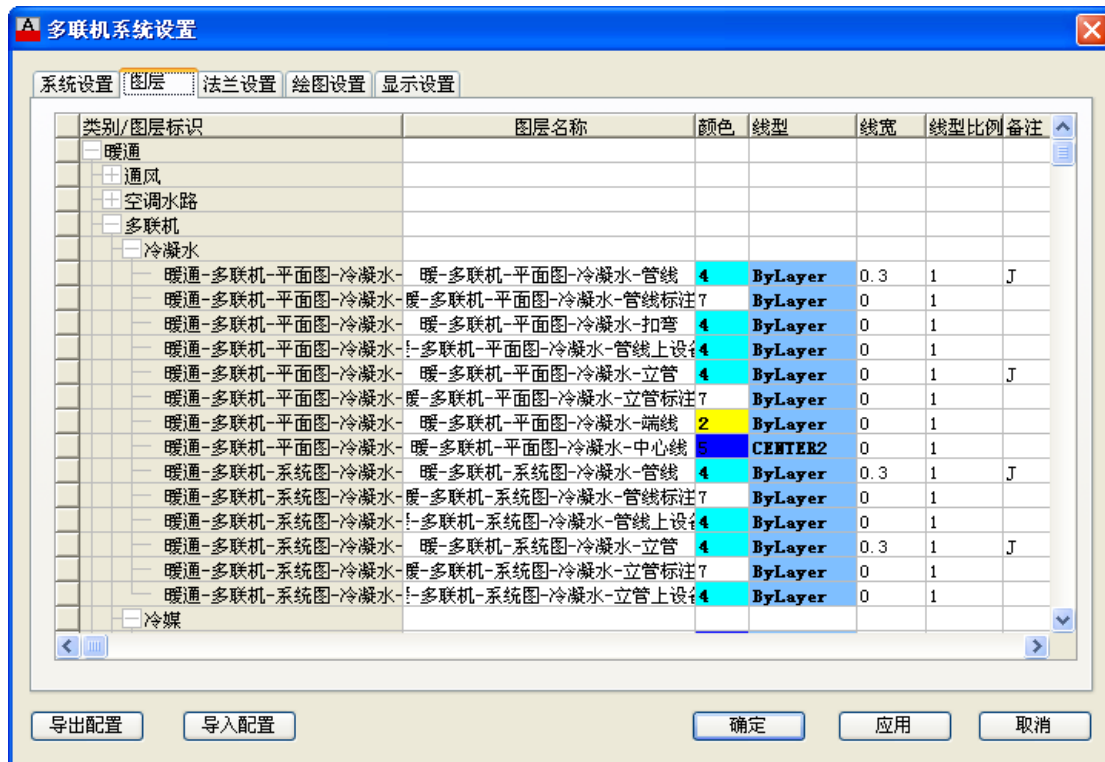 多联机系统设置
系统设置 图层 法兰设置 绘图设置 显示设置
类别/图层标识 图层名称 颜色 线型 线宽 线型比例 备注
暖通
通风
空调水路
多联机
冷凝水
暖通-多联机-平面图-冷凝水- 暖-多联机-平面图-冷凝水-管线 4 ByLayer 0.3 1 J
暖通-多联机-平面图-冷凝水- 暖-多联机-平面图-冷凝水-管线标注 7 ByLayer 0 1
暖通-多联机-平面图-冷凝水- 暖-多联机-平面图-冷凝水-扣弯 4 ByLayer 0 1
暖通-多联机-平面图-冷凝水- -多联机-平面图-冷凝水-管线上设 4 ByLayer 0 1
暖通-多联机-平面图-冷凝水- 暖-多联机-平面图-冷凝水-立管 4 ByLayer 0 1 J
暖通-多联机-平面图-冷凝水- 暖-多联机-平面图-冷凝水-立管标注 7 ByLayer 0 1
暖通-多联机-平面图-冷凝水- 暖-多联机-平面图-冷凝水-端线 2 ByLayer 0 1
暖通-多联机-平面图-冷凝水- 暖-多联机-平面图-冷凝水-中心线 5 CENTER2 0 1
暖通-多联机-系统图-冷凝水- 暖-多联机-系统图-冷凝水-管线 4 ByLayer 0.3 1 J
暖通-多联机-系统图-冷凝水- 暖-多联机-系统图-冷凝水-管线标注 7 ByLayer 0 1
暖通-多联机-系统图-冷凝水- -多联机-系统图-冷凝水-管线上设 4 ByLayer 0 1
暖通-多联机-系统图-冷凝水- 暖-多联机-系统图-冷凝水-立管 4 ByLayer 0.3 1 J
暖通-多联机-系统图-冷凝水- 暖-多联机-系统图-冷凝水-立管标注 7 ByLayer 0 1
暖通-多联机-系统图-冷凝水- -多联机-系统图-冷凝水-立管上设 4 ByLayer 0 1
冷媒
导出配置 导入配置 确定 应用 取消